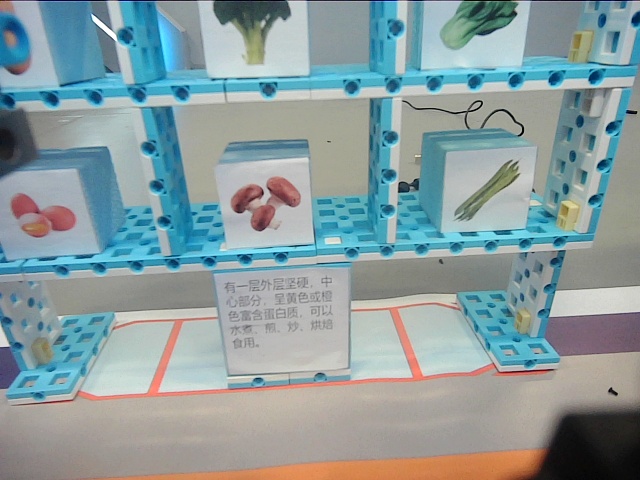 有一层外层坚硬，中
心部分，呈黄色或橙
色富含蛋白质，可以
水煮、煎、炒、烘焙
食用。